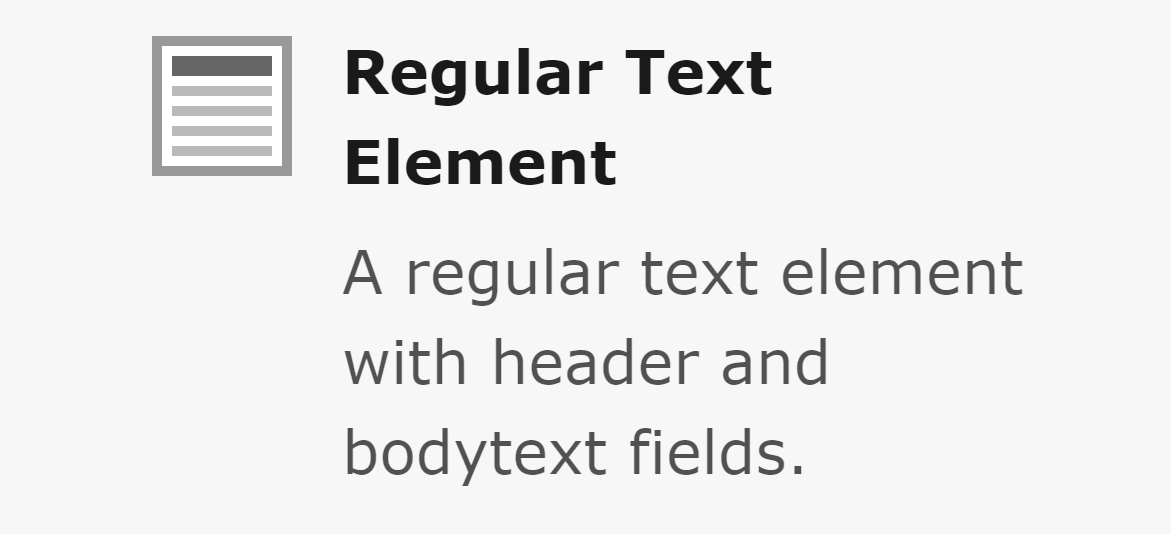 Regular Text
Element
A regular text element
with header and
bodytext fields.